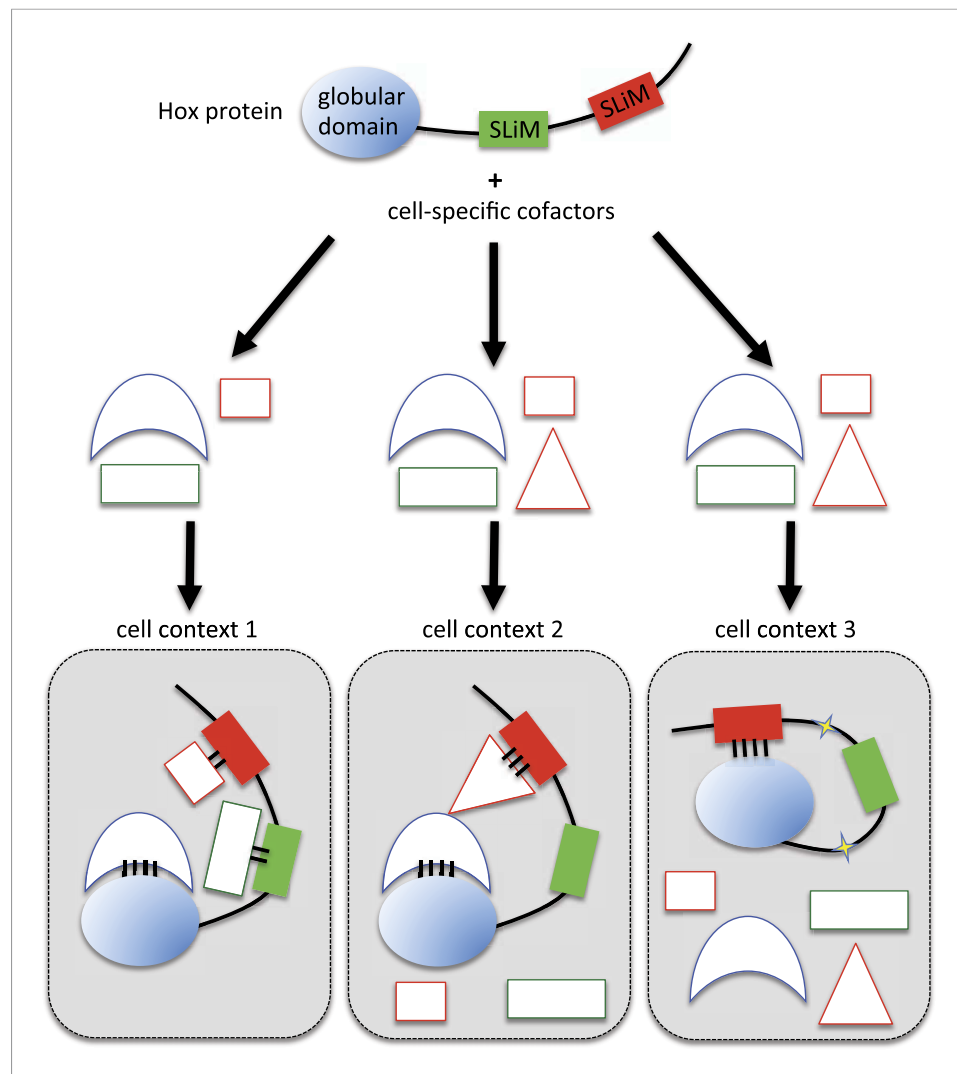 Hox protein
globular
domain
SLiM
SLiM
+
cell-specific cofactors
cell context 1
cell context 2
cell context 3